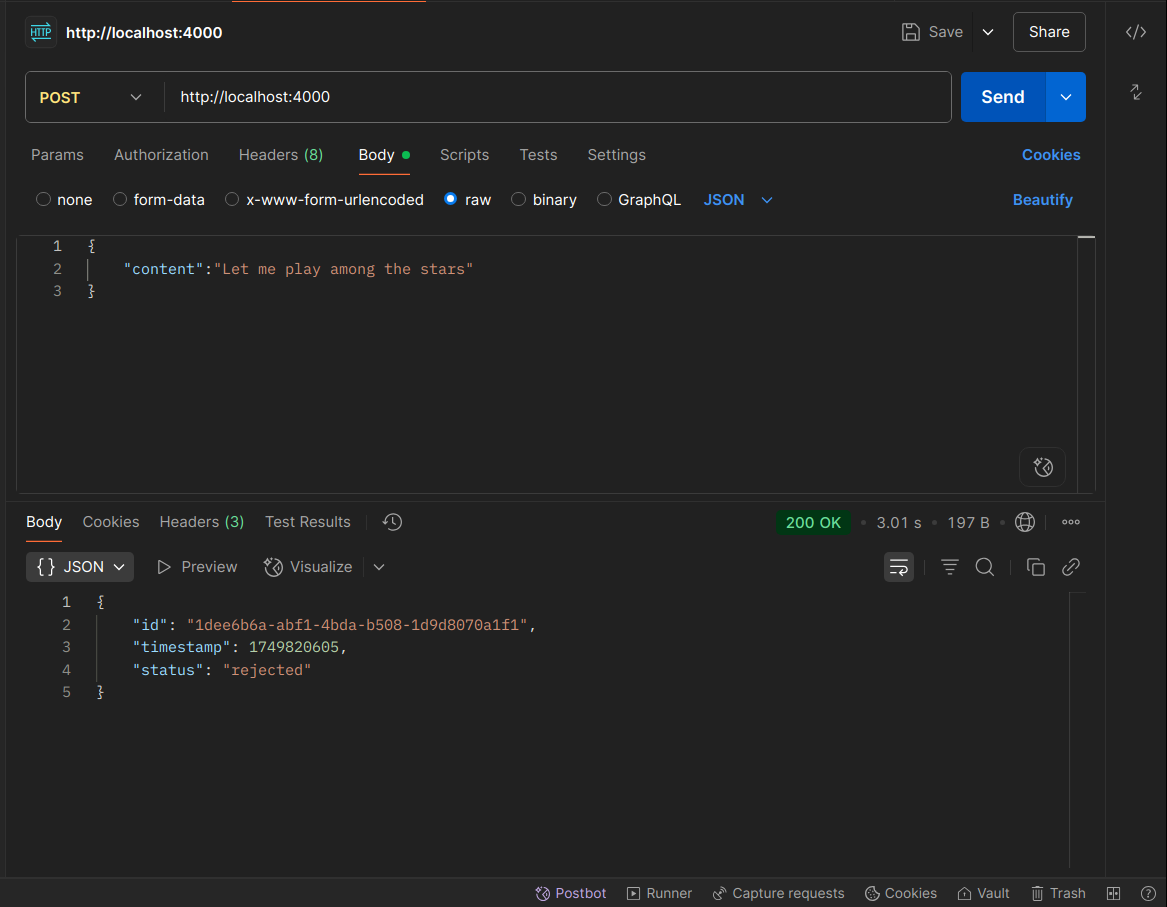 HTTP http://localhost:4000 Save Share </>
POST http://localhost:4000 Send
Params Authorization Headers (8) Body Scripts Tests Settings Cookies
none form-data x-www-form-urlencoded raw binary GraphQL JSON Beautify
1 {
2 "content":"Let me play among the stars"
3 }
Body Cookies Headers (3) Test Results 200 OK • 3.01 s • 197 B •
{} JSON Preview Visualize
1 {
2 "id": "1dee6b6a-abf1-4bda-b508-1d9d8070a1f1",
3 "timestamp": 1749820605,
4 "status": "rejected"
5 }
Postbot Runner Capture requests Cookies Vault Trash